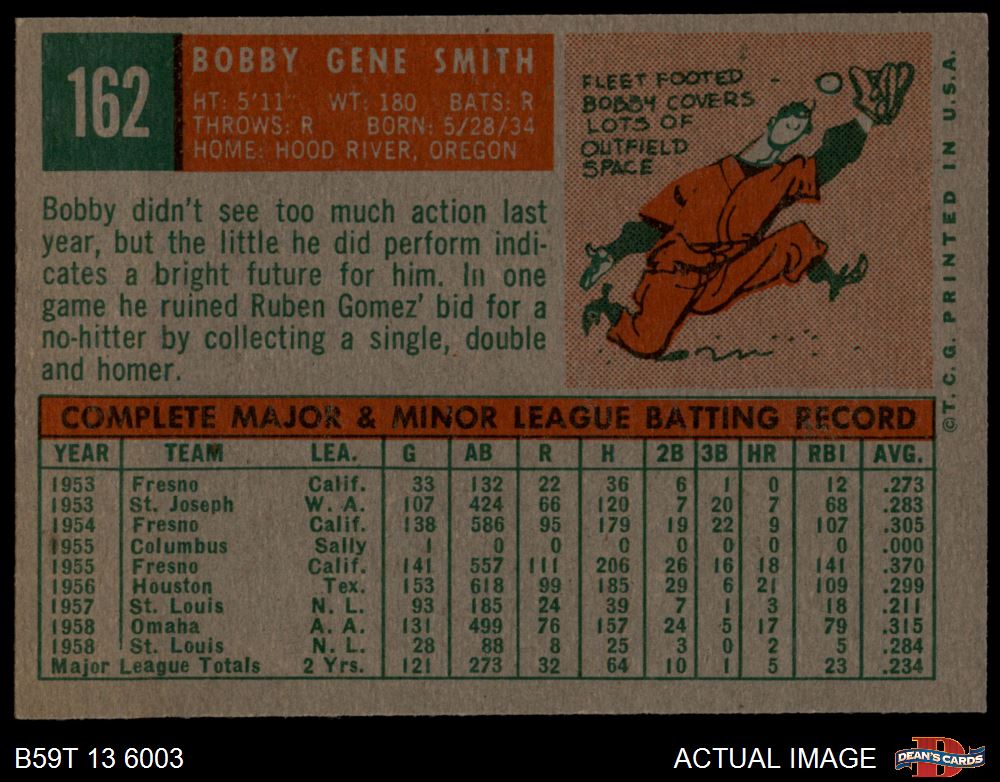 162
BOBBY GENE SMITH
HT: 5'11" WT: 180 BATS: R
THROWS: R BORN: 5/28/34
HOME: HOOD RIVER, OREGON
FLEET FOOTED -
BOBBY COVERS
LOTS OF
OUTFIELD
SPACE
Bobby didn't see too much action last
year, but the little he did perform indi-
cates a bright future for him. In one
game he ruined Ruben Gomez' bid for a
no-hitter by collecting a single, double
and homer.
©T. C. G. PRINTED IN U.S.A.
COMPLETE MAJOR & MINOR LEAGUE BATTING RECORD
YEAR TEAM LEA. G AB R H 2B 3B HR RBI AVG.
1953 Fresno Calif. 33 132 22 36 6 1 0 12 .273
1953 St. Joseph W. A. 107 424 66 120 7 20 7 68 .283
1954 Fresno Calif. 138 586 95 179 19 22 9 107 .305
1955 Columbus Sally 1 0 0 0 0 0 0 0 .000
1955 Fresno Calif. 141 557 111 206 26 16 18 141 .370
1956 Houston Tex. 153 618 99 185 29 6 21 109 .299
1957 St. Louis N. L. 93 185 24 39 7 1 3 18 .211
1958 Omaha A. A. 131 499 76 157 24 5 17 79 .315
1958 St. Louis N. L. 28 88 8 25 3 0 2 5 .284
Major League Totals 2 Yrs. 121 273 32 64 10 1 5 23 .234
B59T 13 6003
ACTUAL IMAGE
D
DEAN'S CARDS